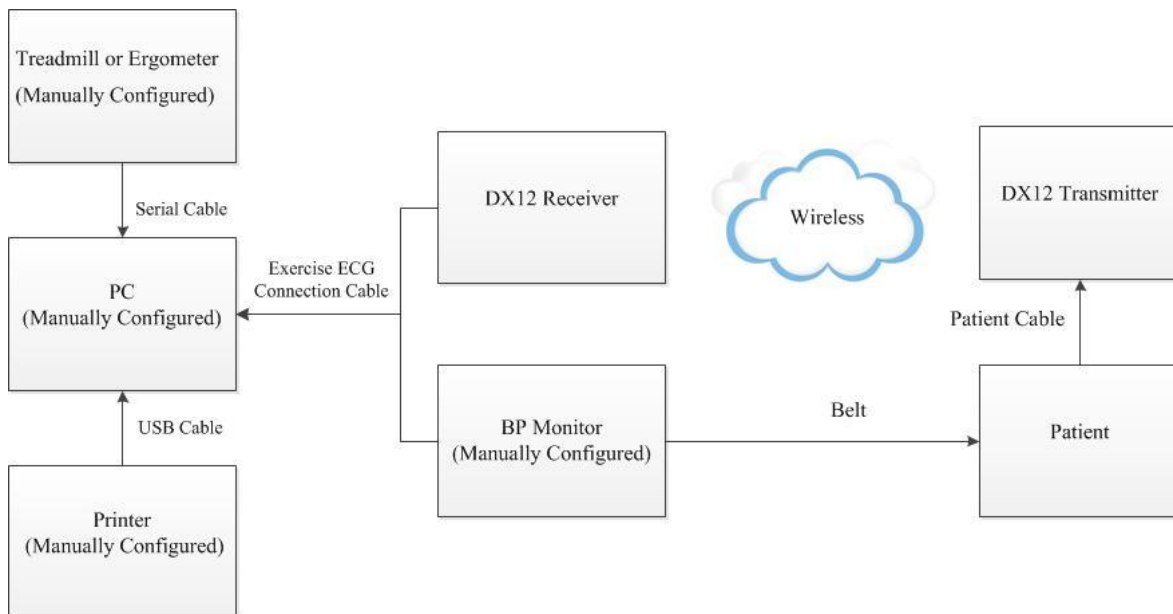 Treadmill or Ergometer
(Manually Configured)
Serial Cable
PC
(Manually Configured)
USB Cable
Printer
(Manually Configured)
Exercise ECG
Connection Cable
DX12 Receiver
BP Monitor
(Manually Configured)
Wireless
Belt
DX12 Transmitter
Patient Cable
Patient